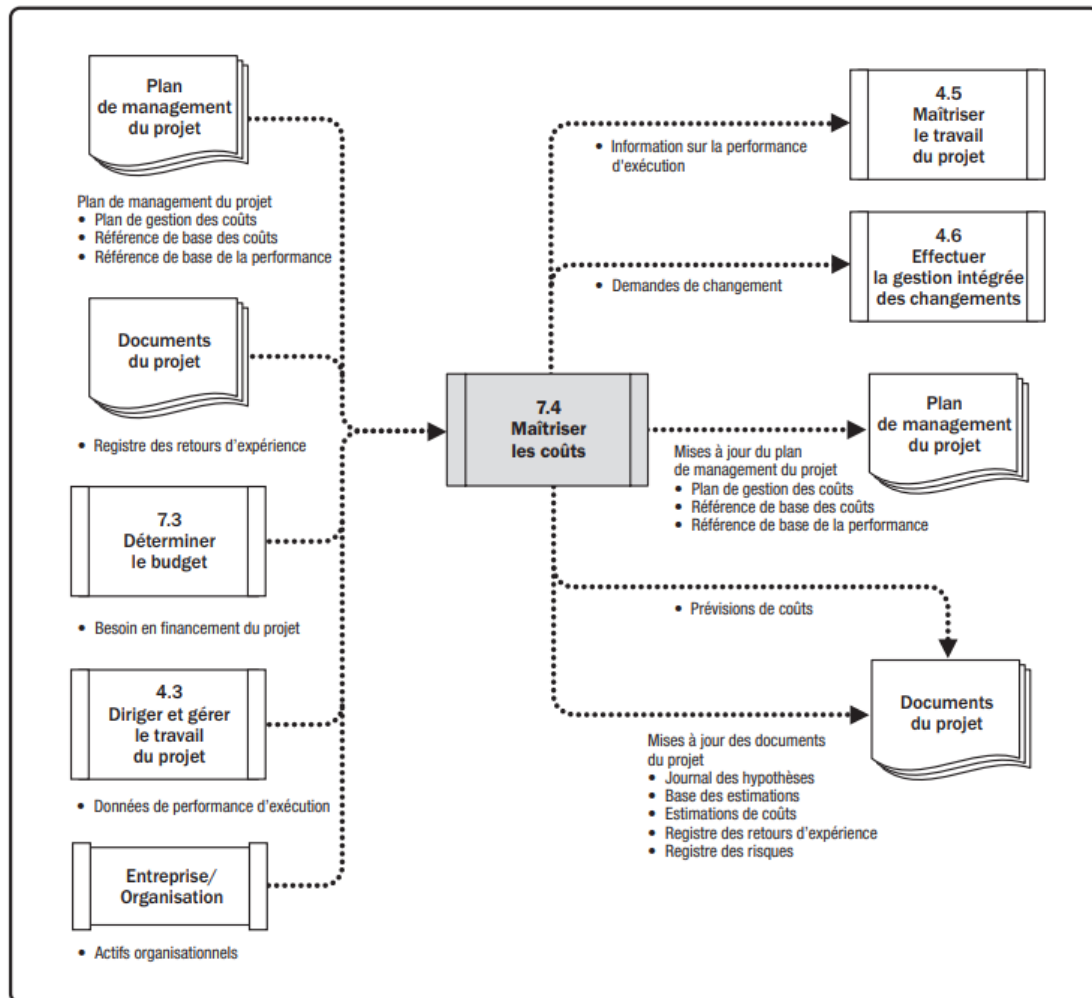 Plan
de management
du projet
Plan de management du projet
• Plan de gestion des coûts
• Référence de base des coûts
• Référence de base de la performance
Documents
du projet
• Registre des retours d’expérience
7.3
Déterminer
le budget
• Besoin en financement du projet
4.3
Diriger et gérer
le travail
du projet
• Données de performance d’exécution
Entreprise/
Organisation
• Actifs organisationnels
7.4
Maîtriser
les coûts
• Information sur la performance
d'exécution
4.5
Maîtriser
le travail
du projet
• Demandes de changement
4.6
Effectuer
la gestion intégrée
des changements
Mises à jour du plan
de management du projet
• Plan de gestion des coûts
• Référence de base des coûts
• Référence de base de la performance
Plan
de management
du projet
• Prévisions de coûts
Mises à jour des documents
du projet
• Journal des hypothèses
• Base des estimations
• Estimations de coûts
• Registre des retours d’expérience
• Registre des risques
Documents
du projet